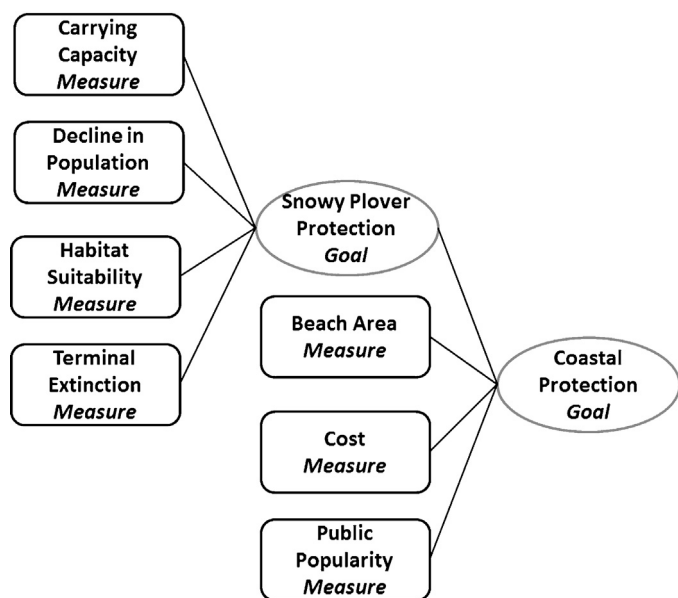 Carrying
Capacity
Measure
Decline in
Population
Measure
Habitat
Suitability
Measure
Terminal
Extinction
Measure
Snowy Plover
Protection
Goal
Beach Area
Measure
Cost
Measure
Public
Popularity
Measure
Coastal
Protection
Goal